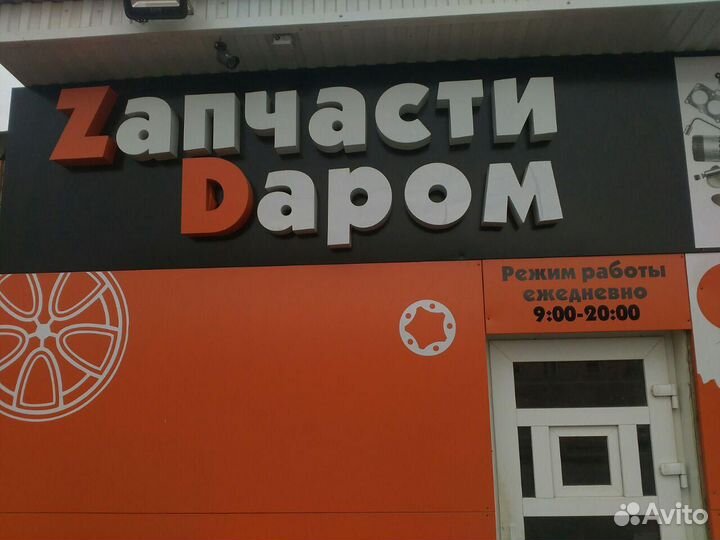 Zапчасти
Dаром
Режим работы
ежедневно
9:00-20:00
Avito